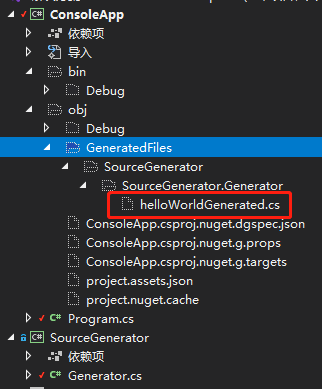 ConsoleApp
依赖项
导入
bin
Debug
obj
Debug
GeneratedFiles
SourceGenerator
SourceGenerator.Generator
helloWorldGenerated.cs
ConsoleApp.csproj.nuget.dgspec.json
ConsoleApp.csproj.nuget.g.props
ConsoleApp.csproj.nuget.g.targets
project.assets.json
project.nuget.cache
C# Program.cs
SourceGenerator
依赖项
C# Generator.cs